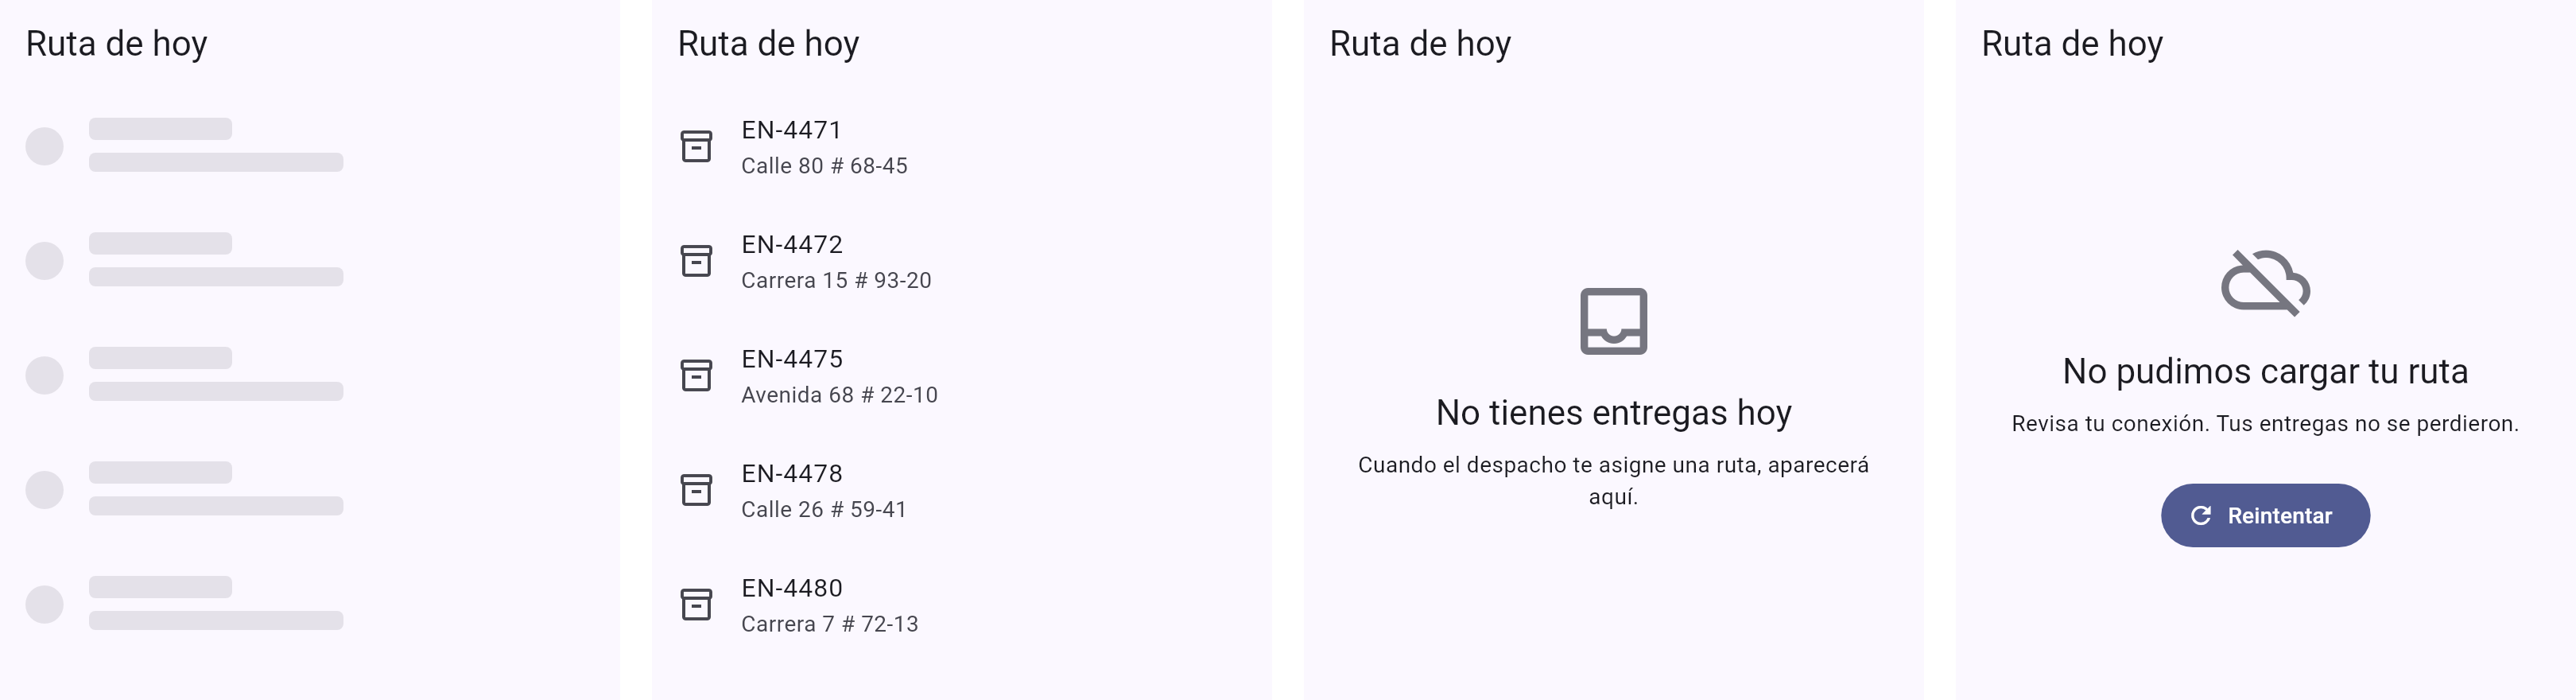 Ruta de hoy
Ruta de hoy
EN-4471
Calle 80 # 68-45
EN-4472
Carrera 15 # 93-20
EN-4475
Avenida 68 # 22-10
EN-4478
Calle 26 # 59-41
EN-4480
Carrera 7 # 72-13
Ruta de hoy
No tienes entregas hoy
Cuando el despacho te asigne una ruta, aparecerá
aquí.
Ruta de hoy
No pudimos cargar tu ruta
Revisa tu conexión. Tus entregas no se perdieron.
Reintentar